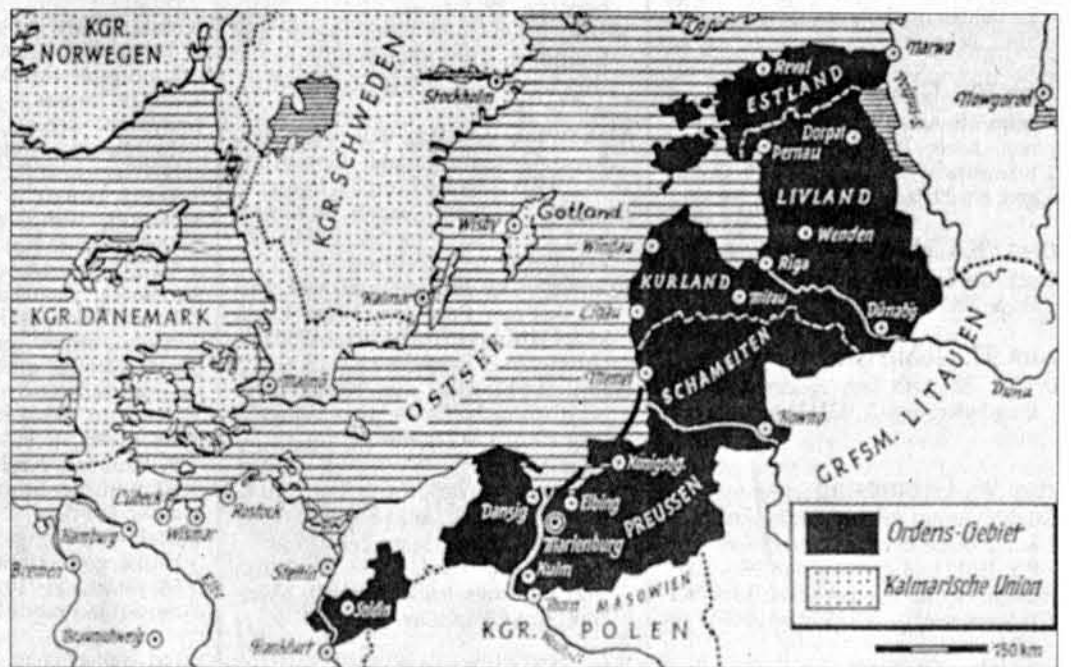 KGR.
NORWEGEN
KGR. SCHWEDEN
Stockholm
Reval
ESTLAND
Narwa
Nowgorod
Dorpat
Pernau
LIVLAND
Wenden
Wisby
Gotland
Windau
Riga
KURLAND
Mitau
Dünabg.
Libau
Kalmar
KGR. DÄNEMARK
OSTSEE
SCHAMEITEN
Memel
Kowno
Düna
GRFSM. LITAUEN
Malmö
Königsbg.
Danzig
Elbing
PREUSSEN
Marienburg
Kulm
Thorn
MASOWIEN
KGR. POLEN
Lübeck
Rostock
Wismar
Hamburg
Bremen
Elbe
Stettin
Soldin
Frankfurt
Braunschweig
Ordens-Gebiet
Kalmarische Union
150 km